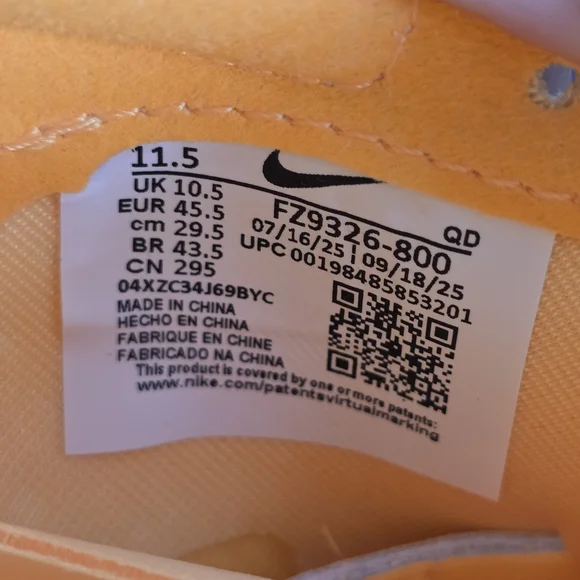 11.5
UK 10.5
EUR 45.5
cm 29.5
BR 43.5
CN 295
FZ9326-800 QD
07/16/25 | 09/18/25
UPC 00198485853201
04XZC34J69BYC
MADE IN CHINA
HECHO EN CHINA
FABRIQUE EN CHINE
FABRICADO NA CHINA
This product is covered by one or more patents:
www.nike.com/patentsvirtualmarking